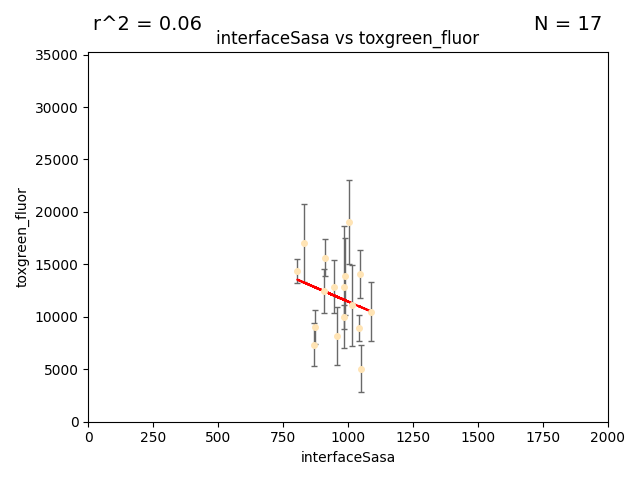 r^2 = 0.06
N = 17
interfaceSasa vs toxgreen_fluor
35000
30000
25000
20000
15000
10000
5000
0
toxgreen_fluor
0 250 500 750 1000 1250 1500 1750 2000
interfaceSasa